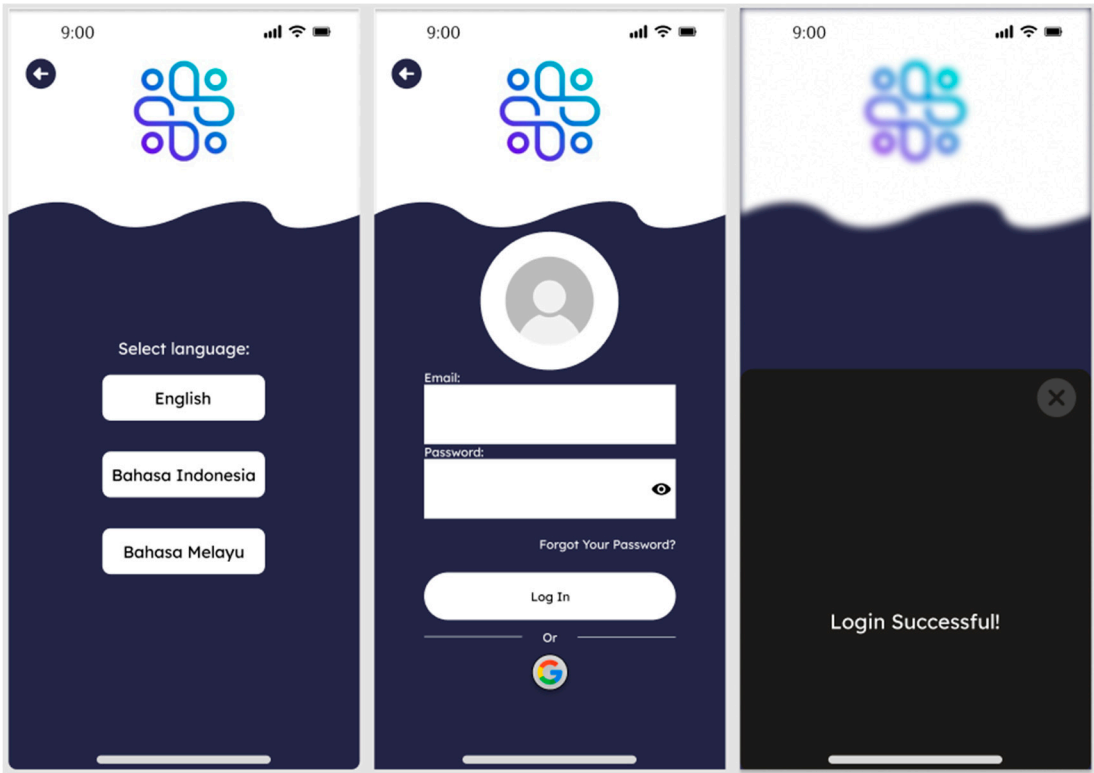 9:00
Select language:
English
Bahasa Indonesia
Bahasa Melayu
9:00
Email:
Password:
Forgot Your Password?
Log In
Or
9:00
Login Successful!